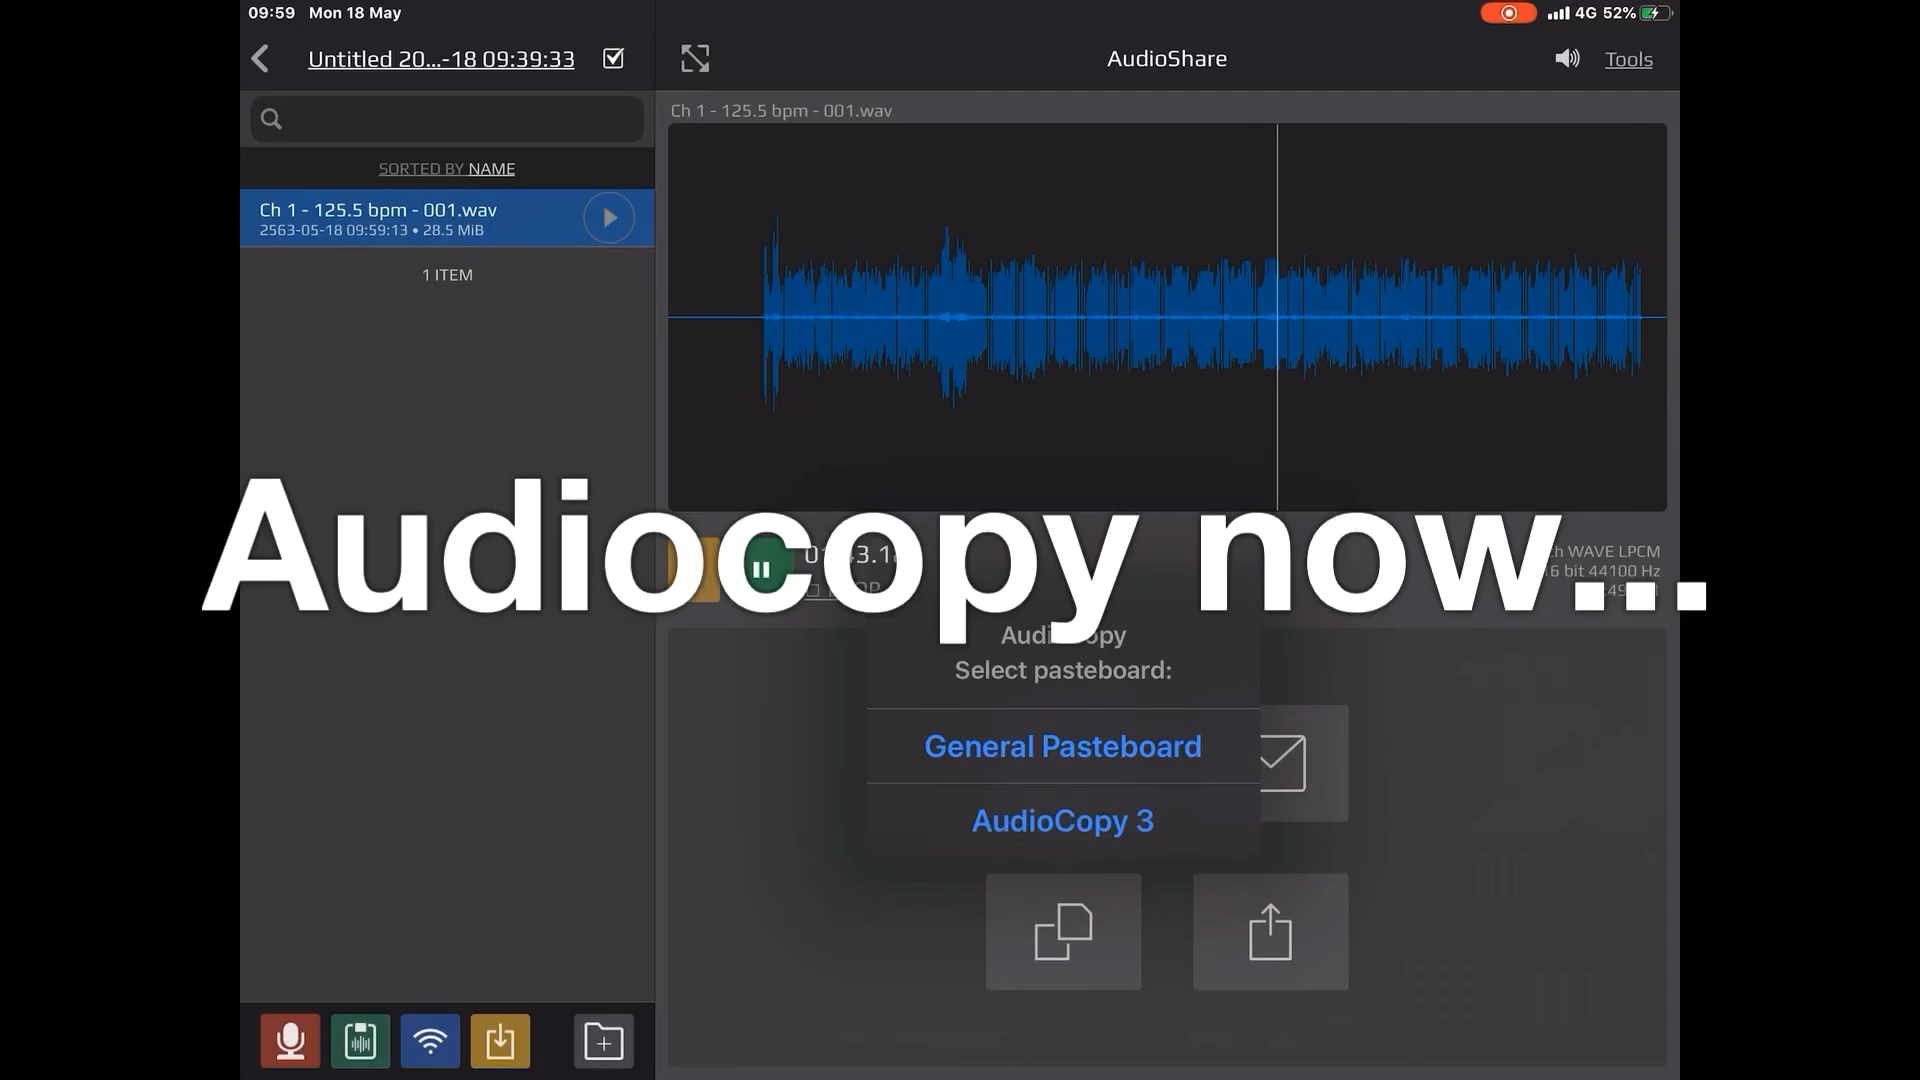 09:59 Mon 18 May
4G 52%
Untitled 20...-18 09:39:33
AudioShare
Tools
Ch 1 - 125.5 bpm - 001.wav
SORTED BY NAME
Ch 1 - 125.5 bpm - 001.wav
2563-05-18 09:59:13 • 28.5 MiB
1 ITEM
Audiocopy now...
WAVE LPCM
16 bit 44100 Hz
Select pasteboard:
General Pasteboard
AudioCopy 3